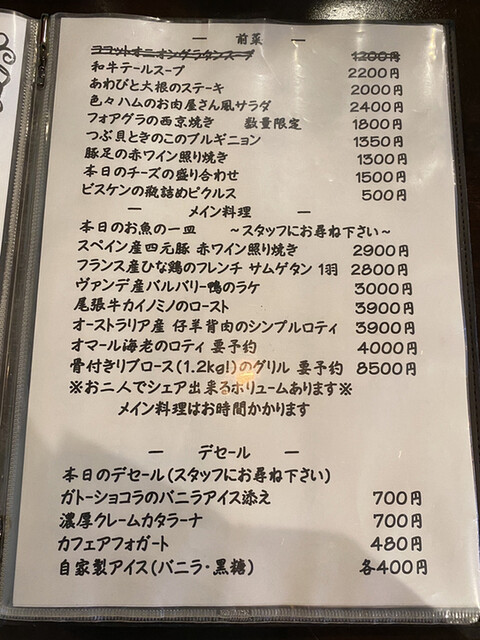 ― 前菜 ―
ココットオニオングラタンスープ 1200円
和牛テールスープ 2200円
あわびと大根のステーキ 2000円
色々ハムのお肉屋さん風サラダ 2400円
フォアグラの西京焼き 数量限定 1800円
つぶ貝ときのこのブルギニョン 1350円
豚足の赤ワイン照り焼き 1300円
本日のチーズの盛り合わせ 1500円
ビスケンの瓶詰めピクルス 500円
― メイン料理 ―
本日のお魚の一皿 ～スタッフにお尋ね下さい～
スペイン産四元豚 赤ワイン照り焼き 2900円
フランス産ひな鶏のフレンチ サムゲタン 1羽 2800円
ヴァンデ産バルバリー鴨のラケ 3000円
尾張牛カイノミノのロースト 3900円
オーストラリア産 仔羊背肉のシンプルロティ 3900円
オマール海老のロティ 要予約 4000円
骨付きリブロース(1.2kg!)のグリル 要予約 8500円
※お二人でシェア出来るボリュームあります※
メイン料理はお時間かかります
― デセール ―
本日のデセール(スタッフにお尋ね下さい)
ガトーショコラのバニラアイス添え 700円
濃厚クレームカタラーナ 700円
カフェアフォガート 480円
自家製アイス(バニラ・黒糖) 各400円